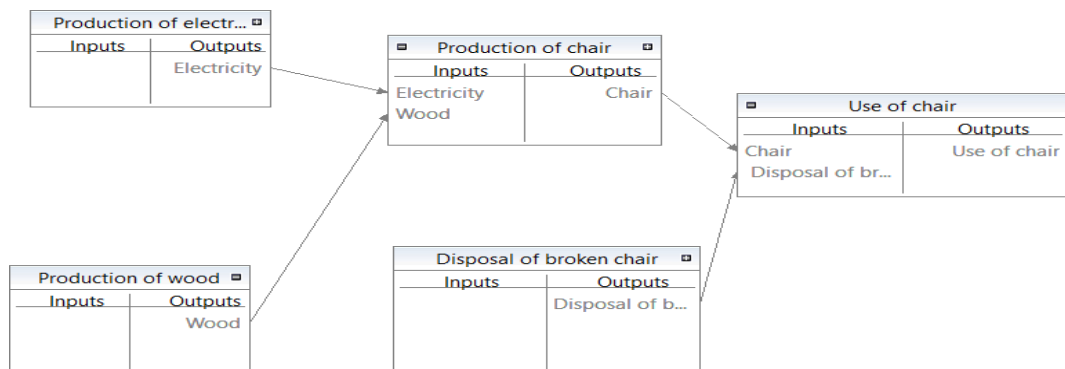 Production of electr...
Inputs Outputs
Electricity
Production of chair
Inputs Outputs
Electricity Chair
Wood
Use of chair
Inputs Outputs
Chair Use of chair
Disposal of br...
Production of wood
Inputs Outputs
Wood
Disposal of broken chair
Inputs Outputs
Disposal of b...